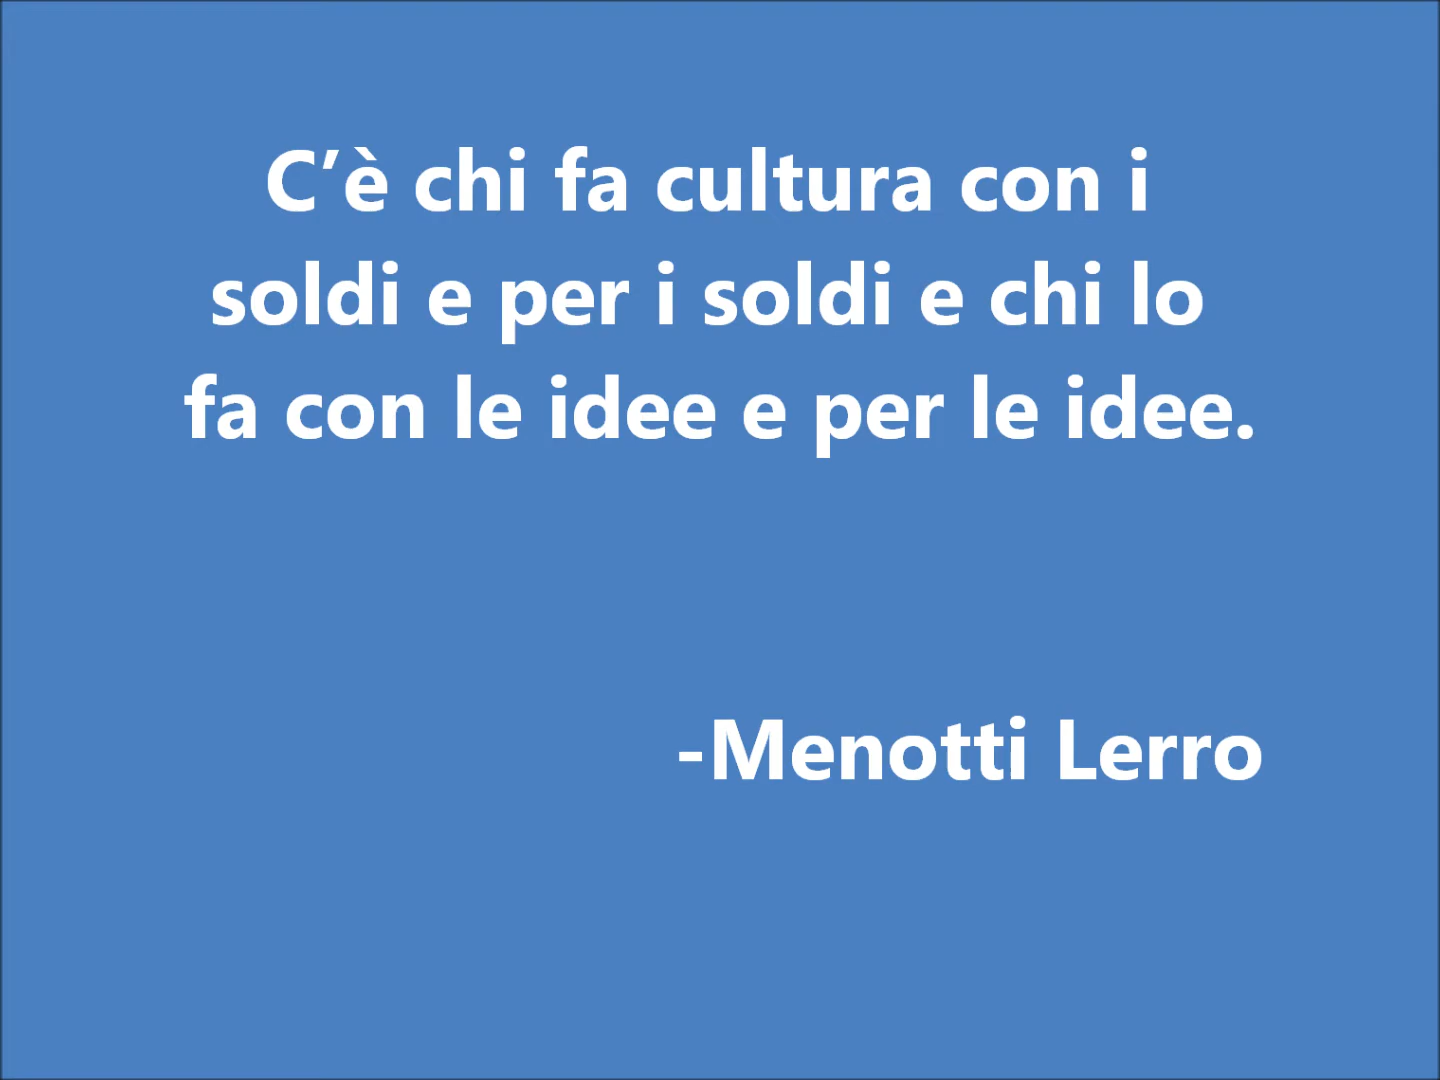 C’è chi fa cultura con i
soldi e per i soldi e chi lo
fa con le idee e per le idee.
-Menotti Lerro